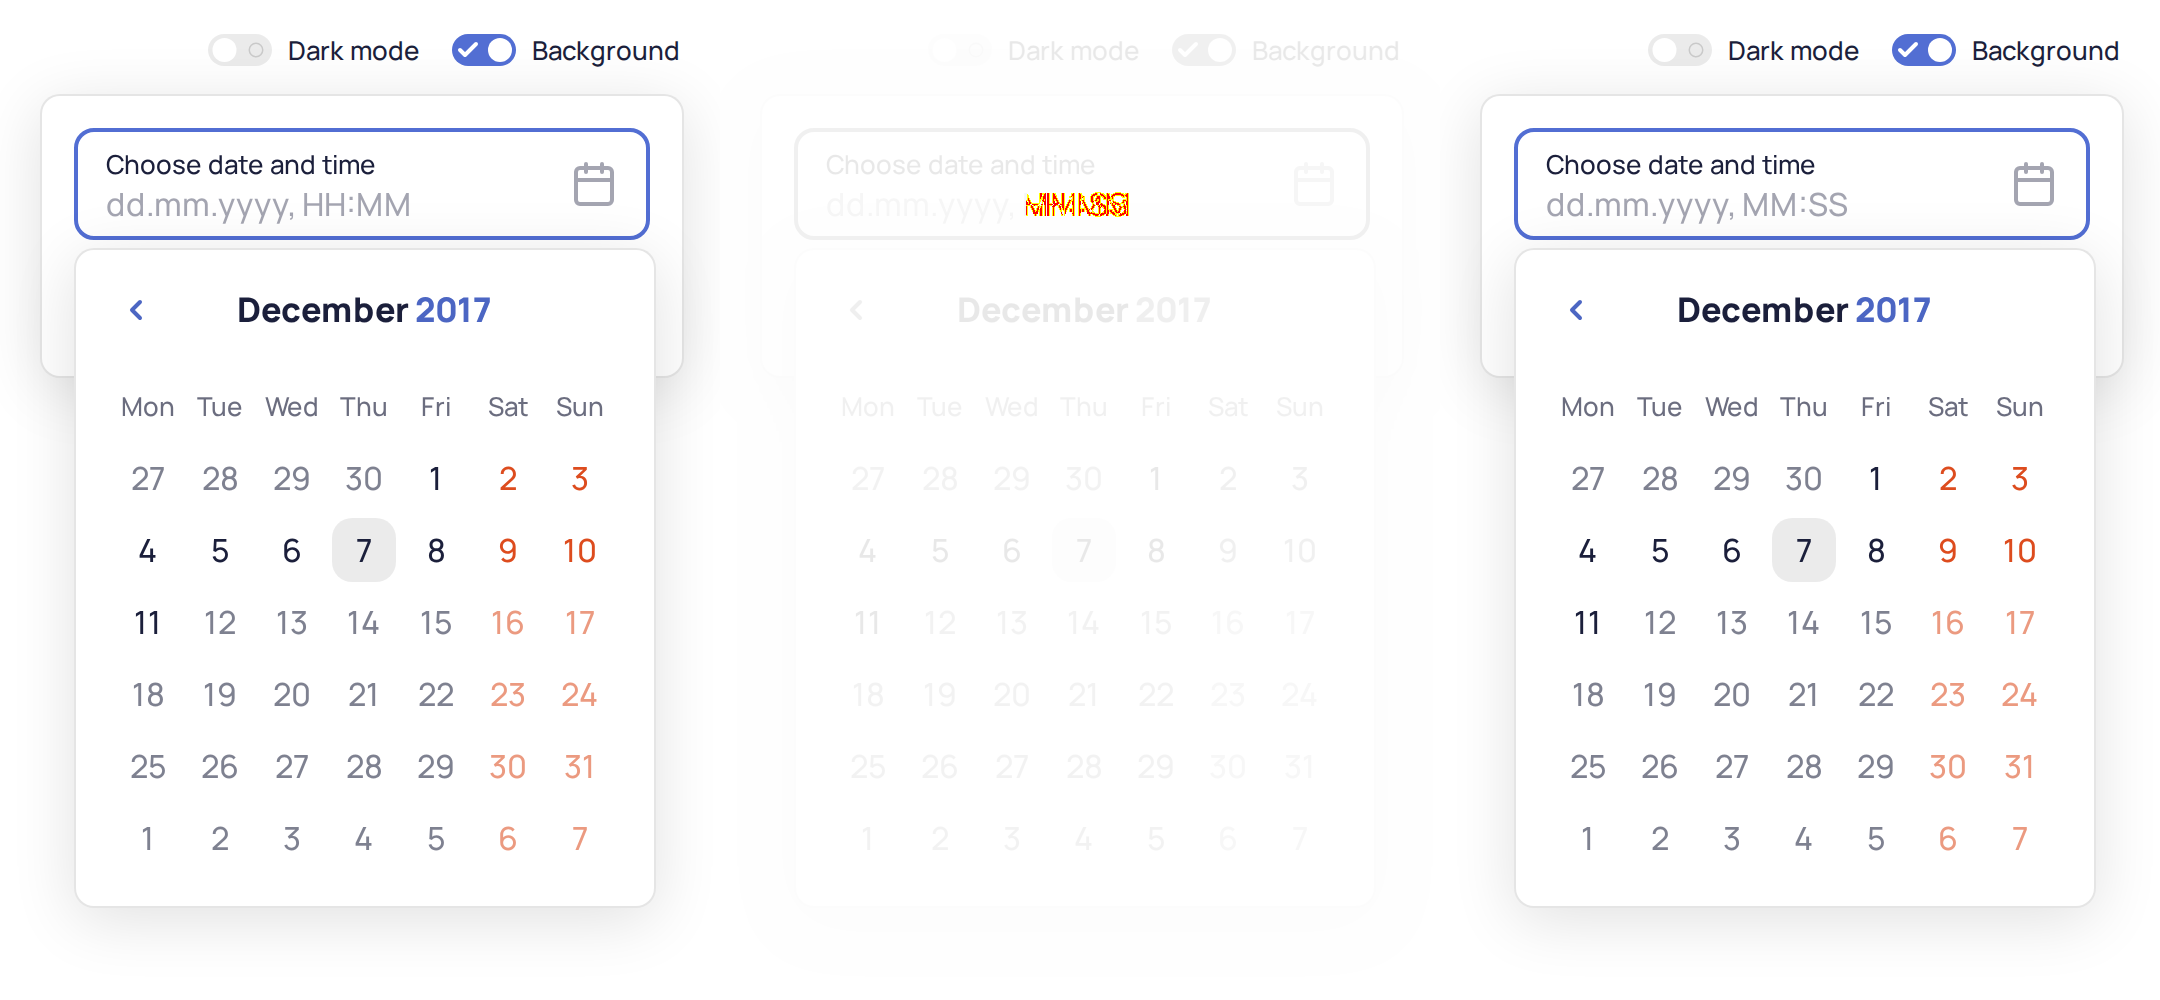 Dark mode Background
Choose date and time
dd.mm.yyyy, HH:MM
December 2017
Mon Tue Wed Thu Fri Sat Sun
27 28 29 30 1 2 3
4 5 6 7 8 9 10
11 12 13 14 15 16 17
18 19 20 21 22 23 24
25 26 27 28 29 30 31
1 2 3 4 5 6 7
Dark mode Background
Choose date and time
dd.mm.yyyy,
December 2017
Mon Tue Wed Thu Fri Sat Sun
27 28 29 30 1 2 3
4 5 6 7 8 9 10
11 12 13 14 15 16 17
18 19 20 21 22 23 24
25 26 27 28 29 30 31
1 2 3 4 5 6 7
Dark mode Background
Choose date and time
dd.mm.yyyy, MM:SS
December 2017
Mon Tue Wed Thu Fri Sat Sun
27 28 29 30 1 2 3
4 5 6 7 8 9 10
11 12 13 14 15 16 17
18 19 20 21 22 23 24
25 26 27 28 29 30 31
1 2 3 4 5 6 7